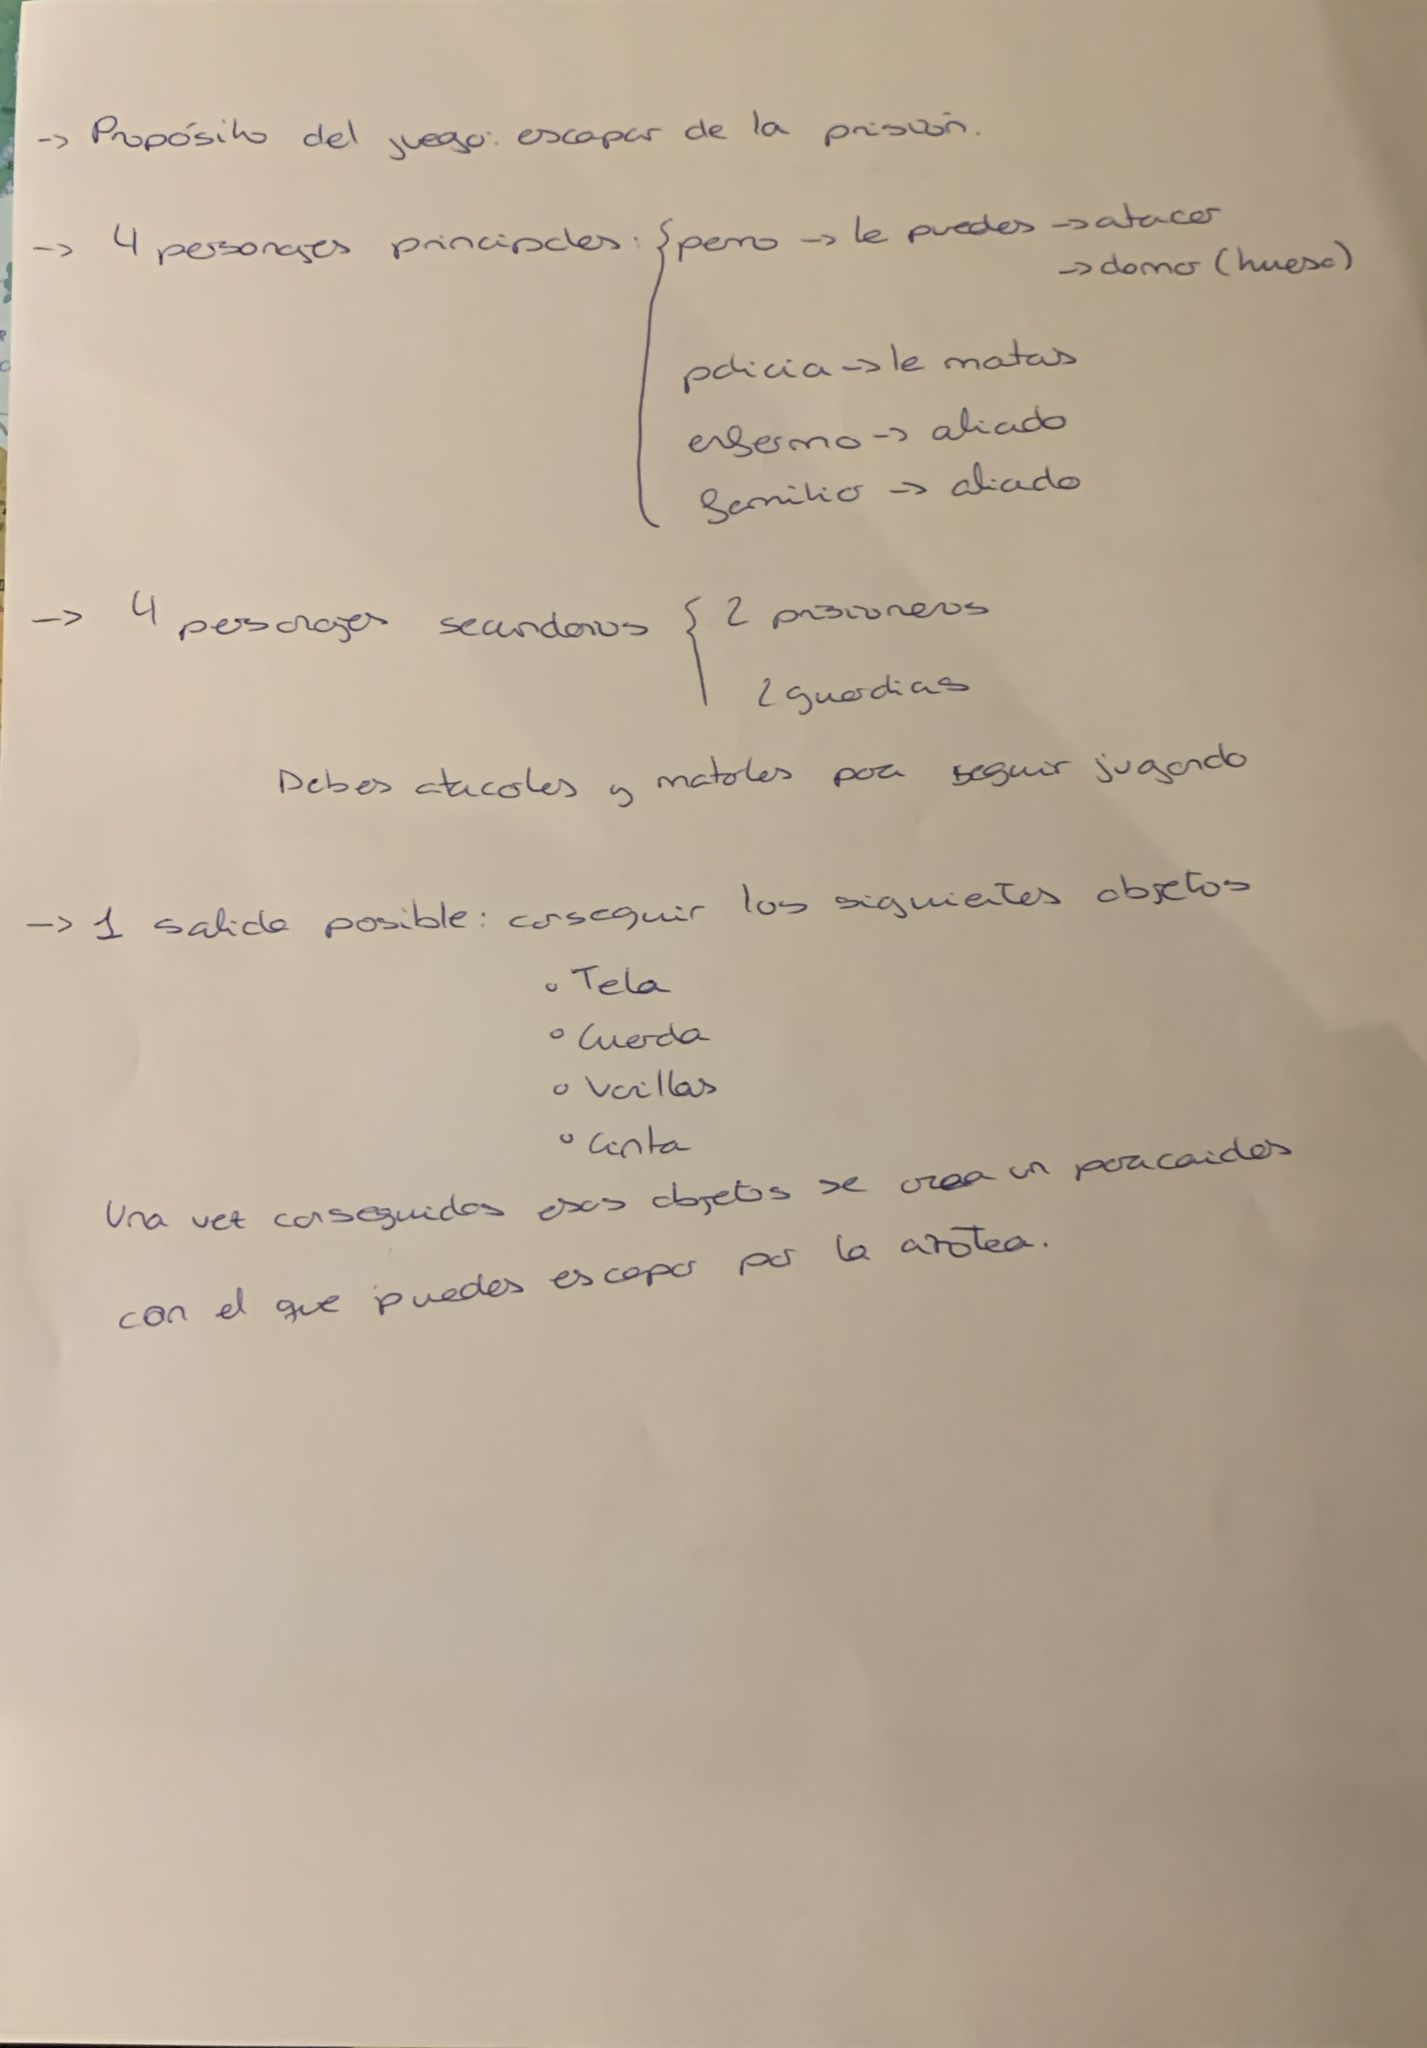 -> Propósito del juego: escapar de la prisión.
-> 4 personajes principales: { perro -> le puedes -> atacar
-> domar (hueso)
policia -> le matas
enfermo -> aliado
familia -> aliado
-> 4 personajes secundarios { 2 prisioneros
2 guardias
Debes atacarles y matarles para seguir jugando
-> 1 salida posible: conseguir los siguientes objetos
• Tela
• Cuerda
• Varillas
• Cinta
Una vez conseguidos esos objetos se crea un paracaidas
con el que puedes escapar por la azotea.